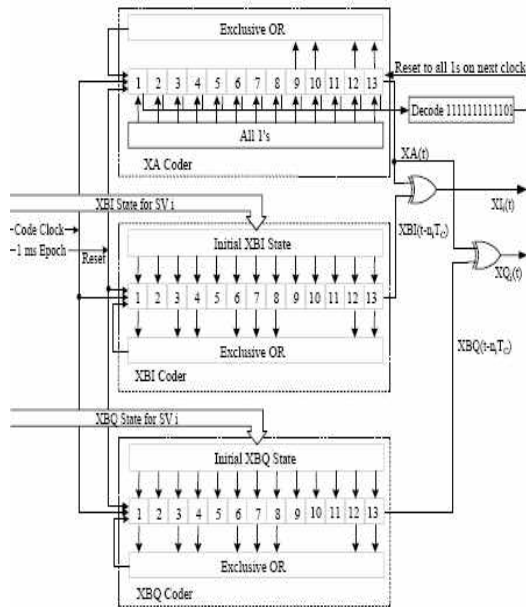 Exclusive OR
Reset to all 1s on next clock
1 2 3 4 5 6 7 8 9 10 11 12 13
Decode 1111111111101
All 1's
XA Coder
XA(t)
XBI State for SV i
XIᵢ(t)
Code Clock
1 ms Epoch
Reset
Initial XBI State
XBI(t-nᵢTC)
XQᵢ(t)
1 2 3 4 5 6 7 8 9 10 11 12 13
Exclusive OR
XBI Coder
XBQ(t-nᵢTC)
XBQ State for SV i
Initial XBQ State
1 2 3 4 5 6 7 8 9 10 11 12 13
Exclusive OR
XBQ Coder